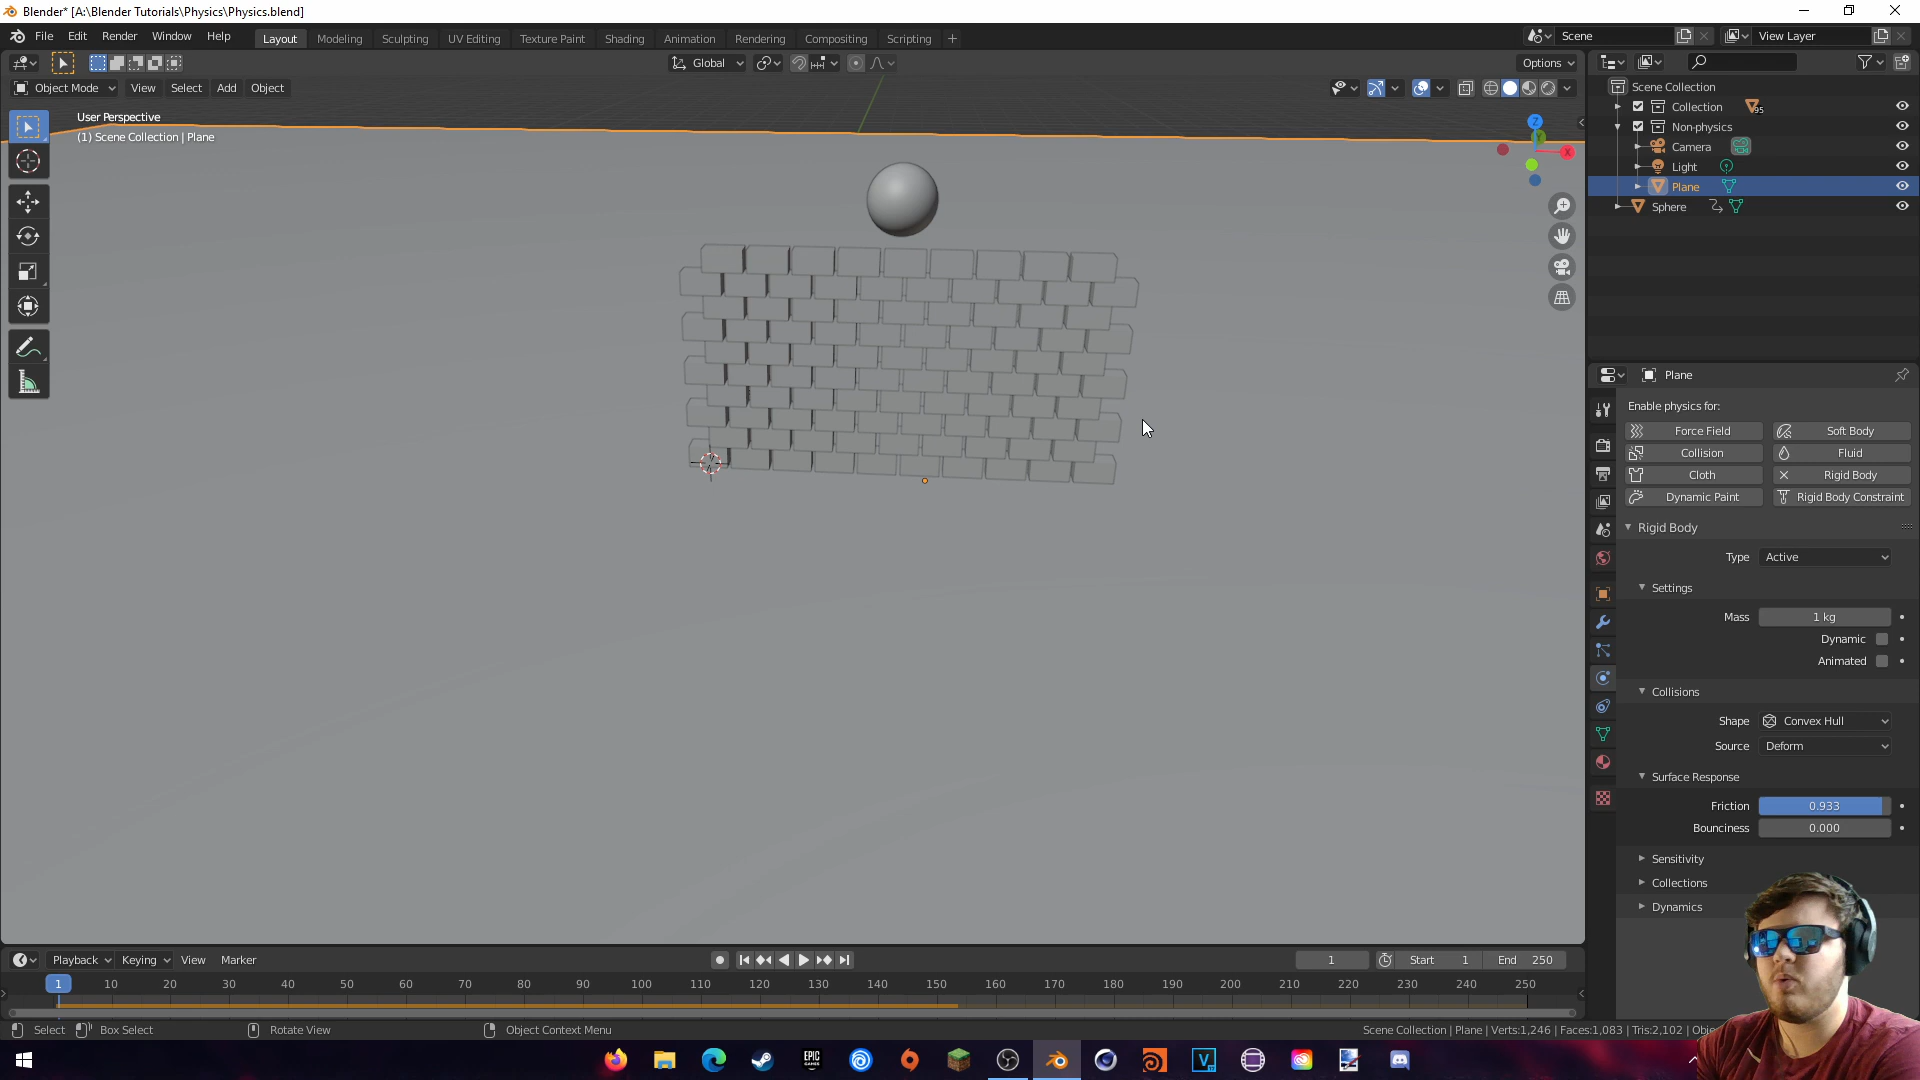 Blender* [A:\Blender Tutorials\Physics\Physics.blend]
File Edit Render Window Help Layout Modeling Sculpting UV Editing Texture Paint Shading Animation Rendering Compositing Scripting + Scene View Layer
Global Options
Object Mode View Select Add Object
User Perspective
(1) Scene Collection | Plane
Z
Y
X
Scene Collection
Collection 95
Non-physics
Camera
Light
Plane
Sphere
Plane
Enable physics for:
Force Field Soft Body
Collision Fluid
Cloth Rigid Body
Dynamic Paint Rigid Body Constraint
Rigid Body
Type Active
Settings
Mass 1 kg
Dynamic
Animated
Collisions
Shape Convex Hull
Source Deform
Surface Response
Friction 0.933
Bounciness 0.000
Sensitivity
Collections
Dynamics
Playback Keying View Marker 1 Start 1 End 250
1 10 20 30 40 50 60 70 80 90 100 110 120 130 140 150 160 170 180 190 200 210 220 230 240 250
Select Box Select Rotate View Object Context Menu Scene Collection | Plane | Verts:1,246 | Faces:1,083 | Tris:2,102 |
EPIC GAMES V